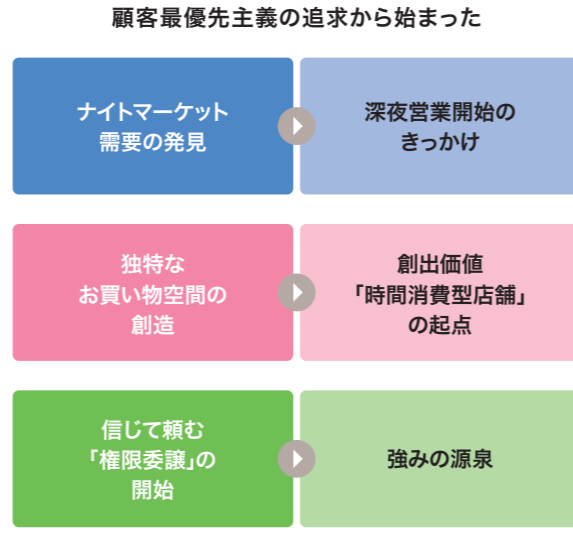 顧客最優先主義の追求から始まった
ナイトマーケット
需要の発見
深夜営業開始の
きっかけ
独特な
お買い物空間の
創造
創出価値
「時間消費型店舗」
の起点
信じて頼む
「権限委譲」の
開始
強みの源泉